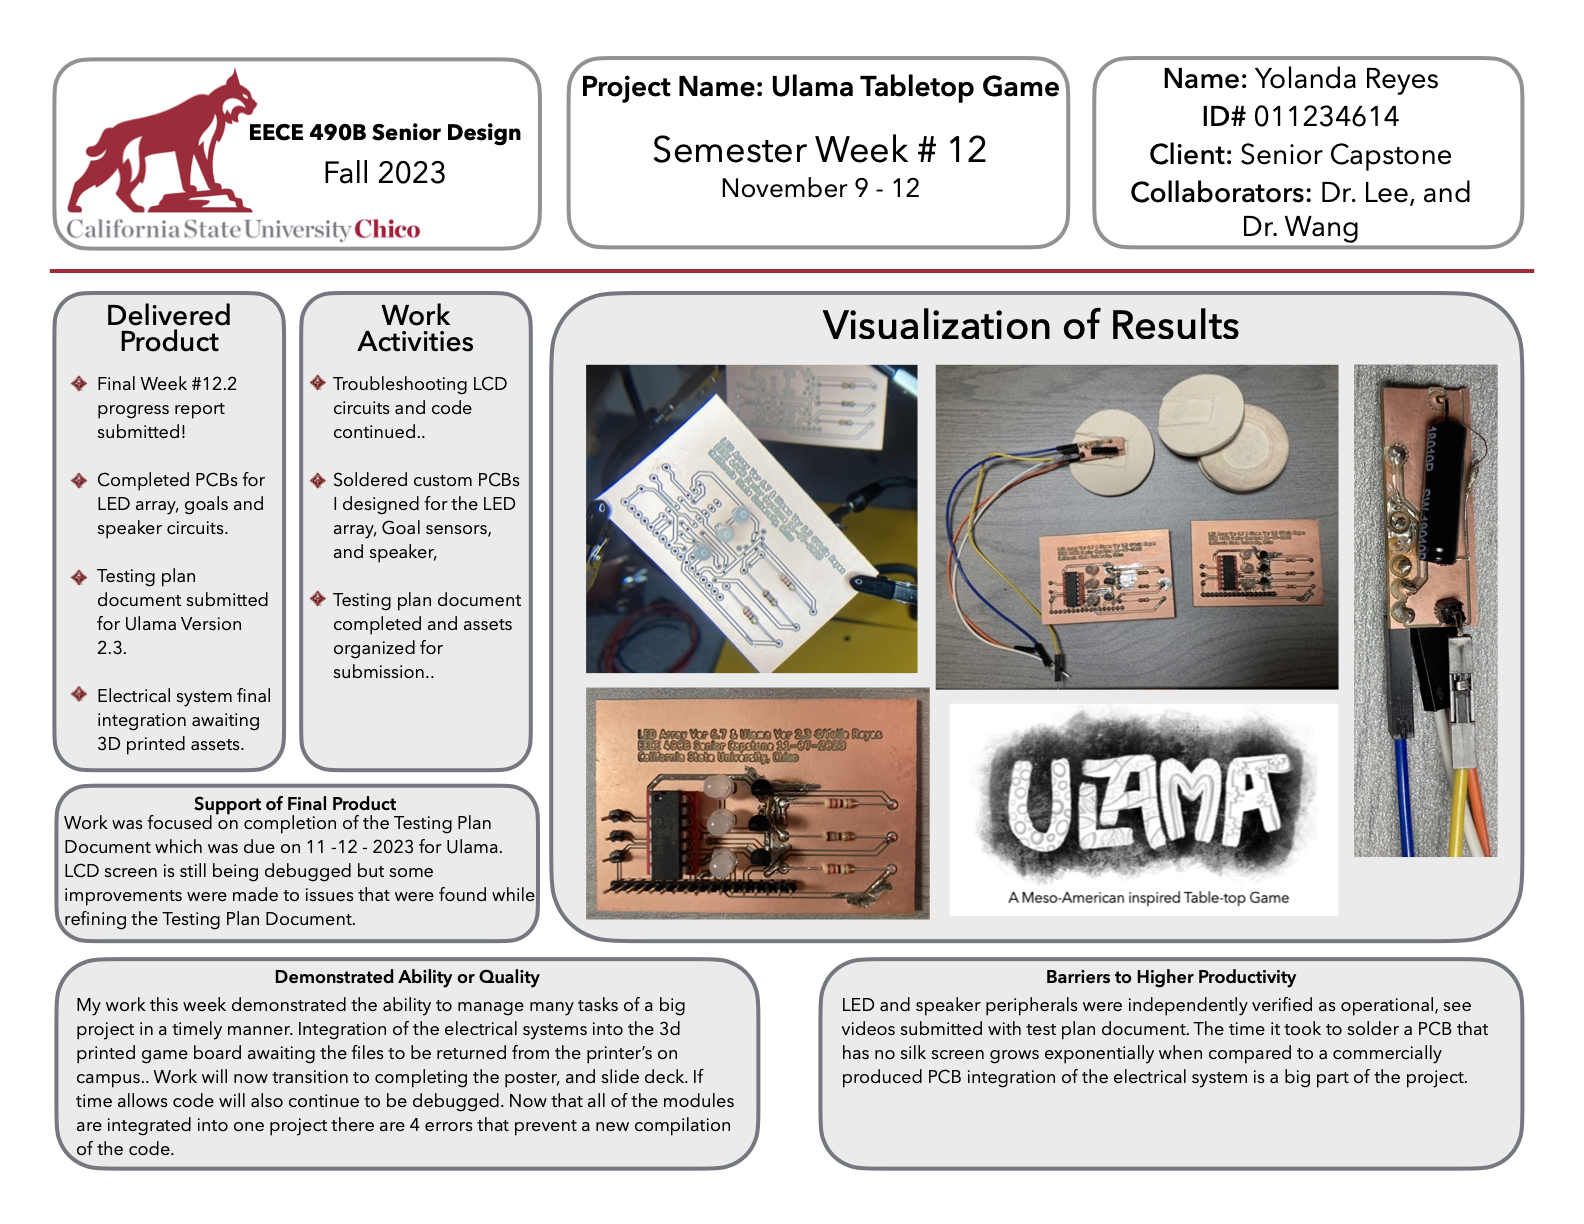 EECE 490B Senior Design
Fall 2023
California State University Chico
Project Name: Ulama Tabletop Game
Semester Week # 12
November 9 - 12
Name: Yolanda Reyes
ID# 011234614
Client: Senior Capstone
Collaborators: Dr. Lee, and
Dr. Wang
Delivered
Product
Final Week #12.2
progress report
submitted!
Completed PCBs for
LED array, goals and
speaker circuits.
Testing plan
document submitted
for Ulama Version
2.3.
Electrical system final
integration awaiting
3D printed assets.
Work
Activities
Troubleshooting LCD
circuits and code
continued..
Soldered custom PCBs
I designed for the LED
array, Goal sensors,
and speaker,
Testing plan document
completed and assets
organized for
submission..
Visualization of Results
LED Array Ver 6.7 & Ulama Ver 2.3 ©Yolie Reyes
EECE 490B Senior Capstone 11-07-2023
California State University, Chico
ULAMA
A Meso-American inspired Table-top Game
Support of Final Product
Work was focused on completion of the Testing Plan
Document which was due on 11 -12 - 2023 for Ulama.
LCD screen is still being debugged but some
improvements were made to issues that were found while
refining the Testing Plan Document.
Demonstrated Ability or Quality
My work this week demonstrated the ability to manage many tasks of a big
project in a timely manner. Integration of the electrical systems into the 3d
printed game board awaiting the files to be returned from the printer's on
campus.. Work will now transition to completing the poster, and slide deck. If
time allows code will also continue to be debugged. Now that all of the modules
are integrated into one project there are 4 errors that prevent a new compilation
of the code.
Barriers to Higher Productivity
LED and speaker peripherals were independently verified as operational, see
videos submitted with test plan document. The time it took to solder a PCB that
has no silk screen grows exponentially when compared to a commercially
produced PCB integration of the electrical system is a big part of the project.